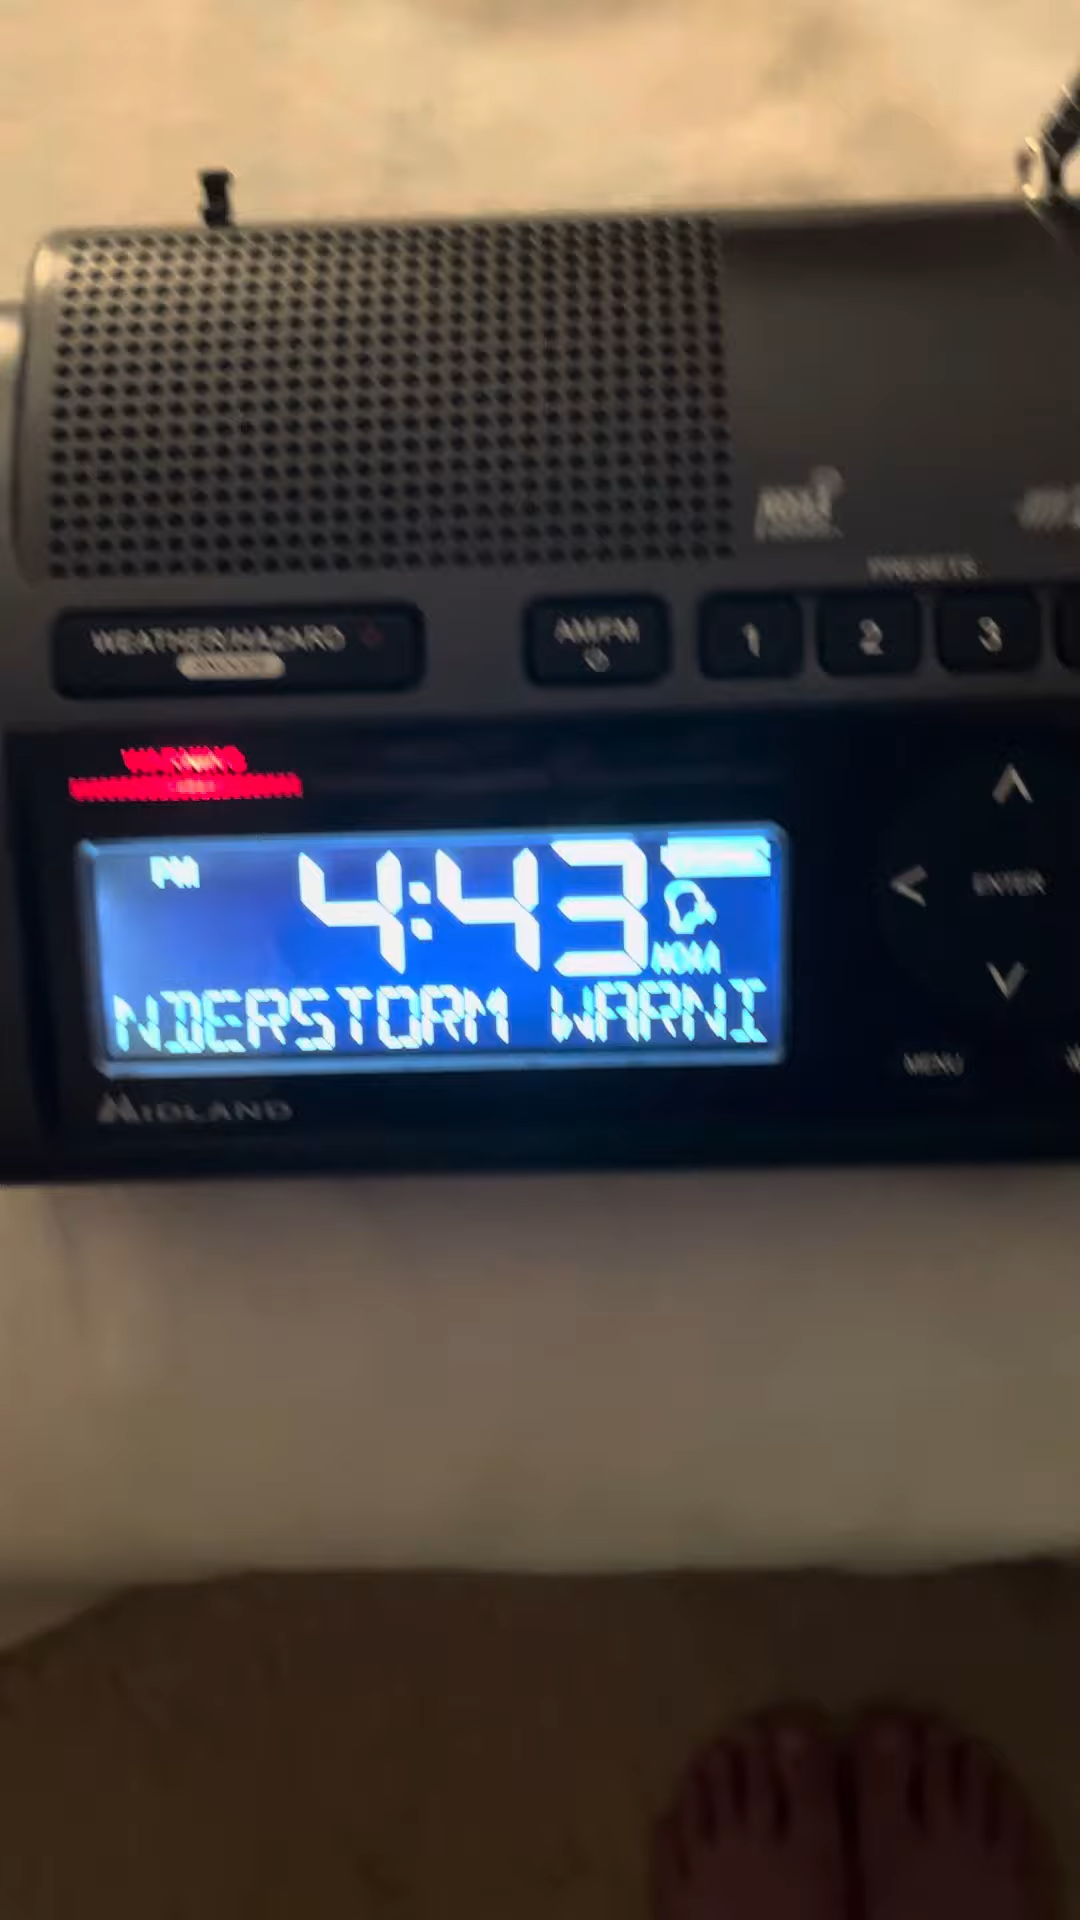 PRESETS
WEATHER/HAZARD
AM/FM
1
2
3
WARNING
PM
4:43
NOAA
NDERSTORM WARNI
ENTER
MENU
MIDLAND